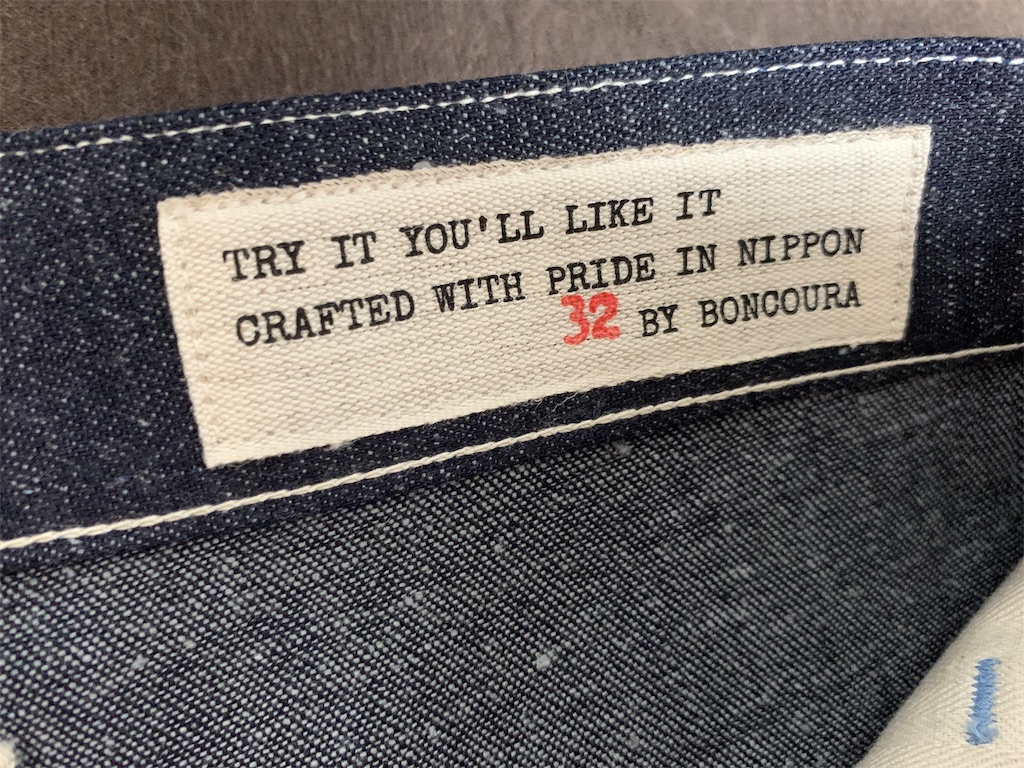 TRY IT YOU'LL LIKE IT
CRAFTED WITH PRIDE IN NIPPON
32 BY BONCOURA